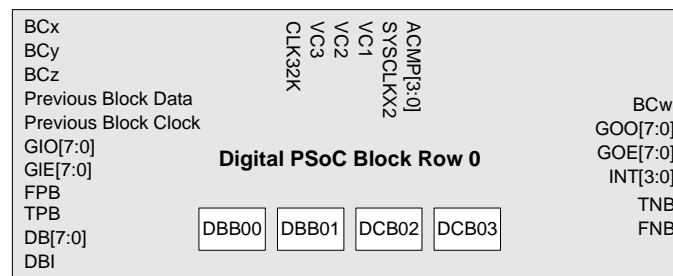 BCx
BCy
BCz
Previous Block Data
Previous Block Clock
GIO[7:0]
GIE[7:0]
FPB
TPB
DB[7:0]
DBI
CLK32K
VC3
VC2
VC1
SYSCLKX2
ACMP[3:0]
Digital PSoC Block Row 0
DBB00 DBB01 DCB02 DCB03
BCw
GOO[7:0]
GOE[7:0]
INT[3:0]
TNB
FNB